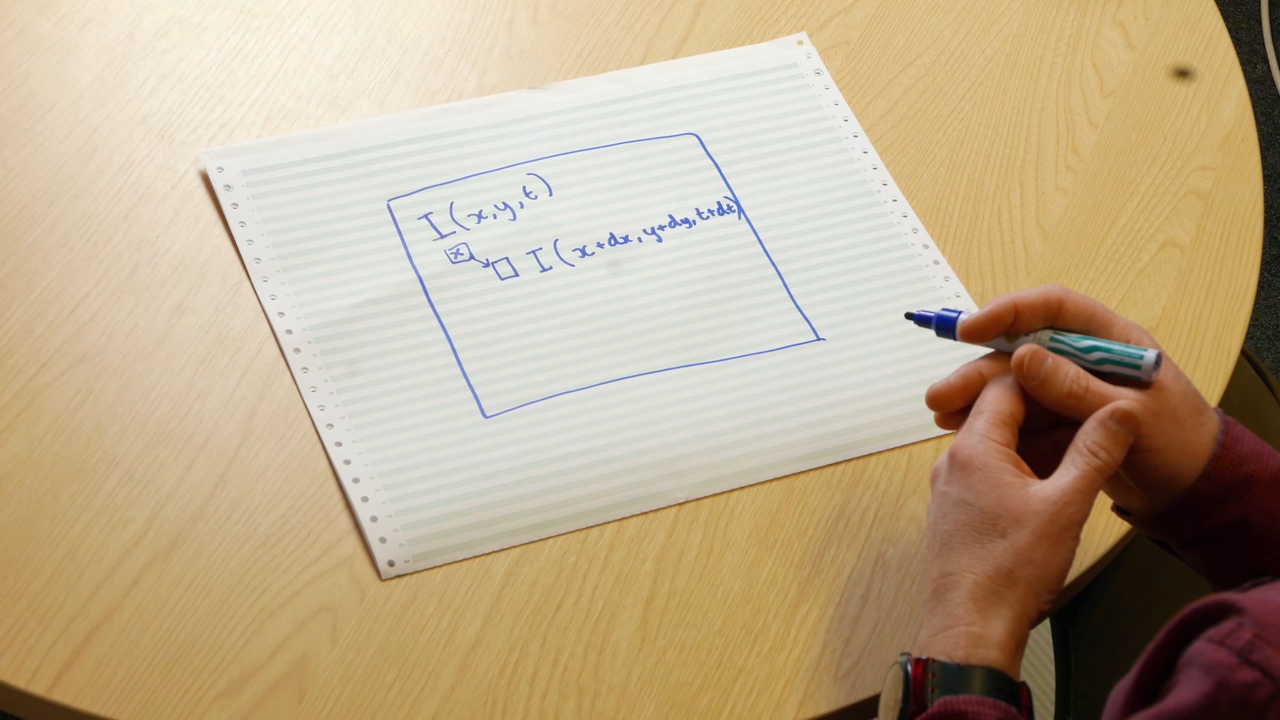 I(x,y,t)
x I(x+dx, y+dy, t+dt)